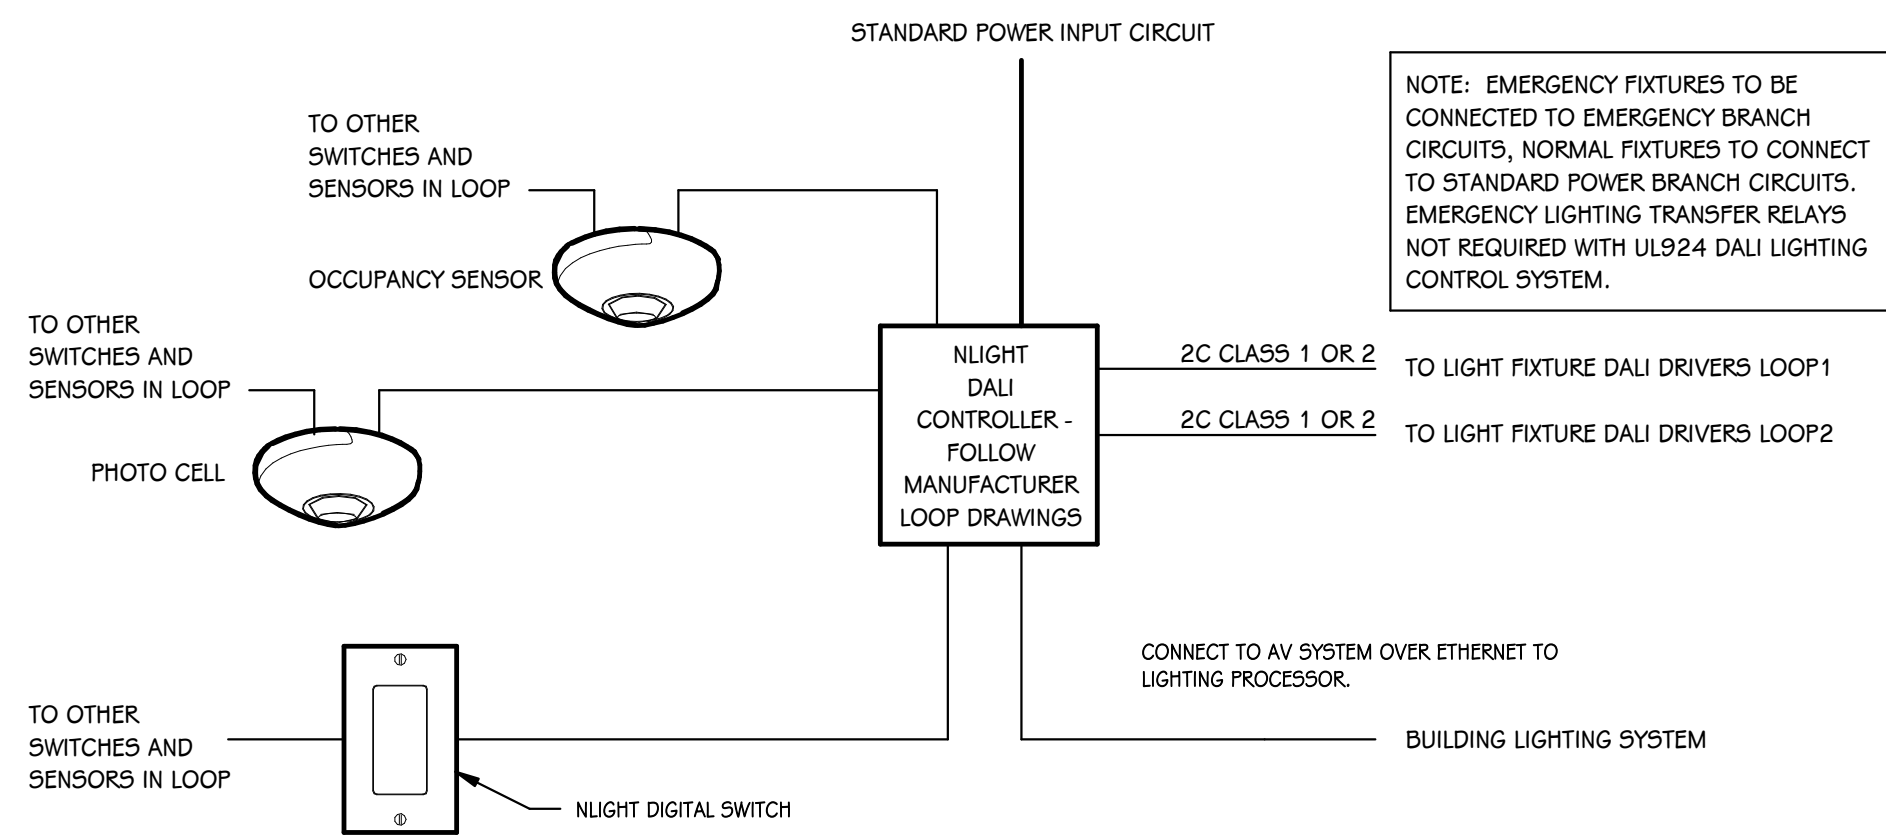 STANDARD POWER INPUT CIRCUIT
NOTE:  EMERGENCY FIXTURES TO BE
CONNECTED TO EMERGENCY BRANCH
CIRCUITS, NORMAL FIXTURES TO CONNECT
TO STANDARD POWER BRANCH CIRCUITS.
EMERGENCY LIGHTING TRANSFER RELAYS
NOT REQUIRED WITH UL924 DALI LIGHTING
CONTROL SYSTEM.
TO OTHER
SWITCHES AND
SENSORS IN LOOP
OCCUPANCY SENSOR
TO OTHER
SWITCHES AND
SENSORS IN LOOP
PHOTO CELL
NLIGHT
DALI
CONTROLLER -
FOLLOW
MANUFACTURER
LOOP DRAWINGS
2C CLASS 1 OR 2
TO LIGHT FIXTURE DALI DRIVERS LOOP1
2C CLASS 1 OR 2
TO LIGHT FIXTURE DALI DRIVERS LOOP2
CONNECT TO AV SYSTEM OVER ETHERNET TO
LIGHTING PROCESSOR.
BUILDING LIGHTING SYSTEM
TO OTHER
SWITCHES AND
SENSORS IN LOOP
NLIGHT DIGITAL SWITCH